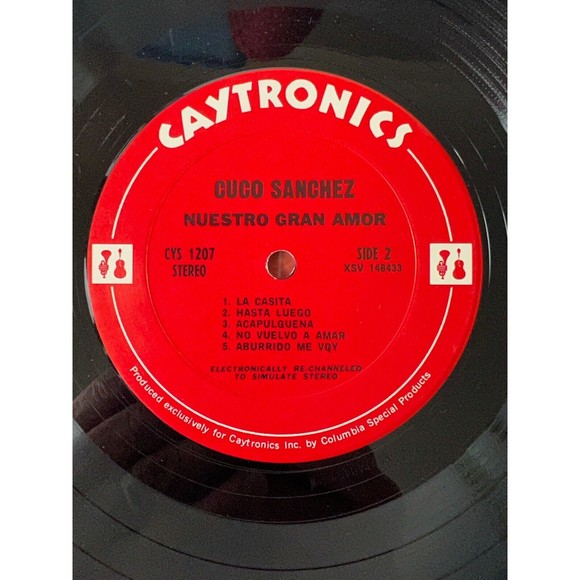 CAYTRONICS
CUCO SANCHEZ
NUESTRO GRAN AMOR
CYS 1207
STEREO
SIDE 2
XSV 146433
1. LA CASITA
2. HASTA LUEGO
3. ACAPULQUENA
4. NO VUELVO A AMAR
5. ABURRIDO ME VOY
ELECTRONICALLY RE-CHANNELED
TO SIMULATE STEREO
Produced exclusively for Caytronics Inc. by Columbia Special Products